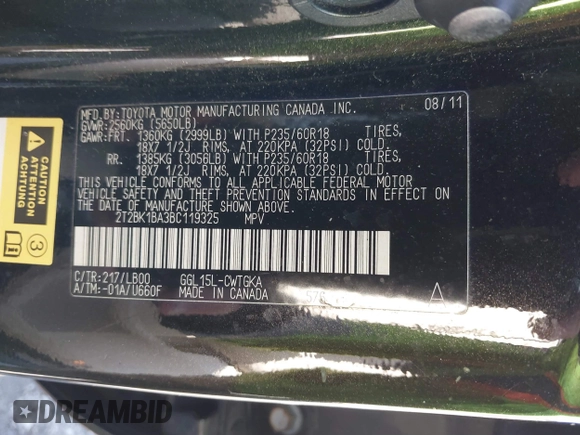 MFD.BY:TOYOTA MOTOR MANUFACTURING CANADA INC. 08/11
GVWR:2560KG (5650LB)
GAWR:FRT. 1360KG (2999LB) WITH P235/60R18 TIRES,
18X7 1/2J RIMS, AT 220KPA (32PSI) COLD.
RR. 1385KG (3056LB) WITH P235/60R18 TIRES,
18X7 1/2J RIMS, AT 220KPA (32PSI) COLD.
THIS VEHICLE CONFORMS TO ALL APPLICABLE FEDERAL MOTOR
VEHICLE SAFETY AND THEFT PREVENTION STANDARDS IN EFFECT ON
THE DATE OF MANUFACTURE SHOWN ABOVE.
2T2BK1BA3BC119325 MPV
C/TR:217/LB00 GGL15L-CWTGKA
A/TM:-01A/U660F MADE IN CANADA A
CAUTION
ATTENTION
ACHTUNG
3
DREAMBID